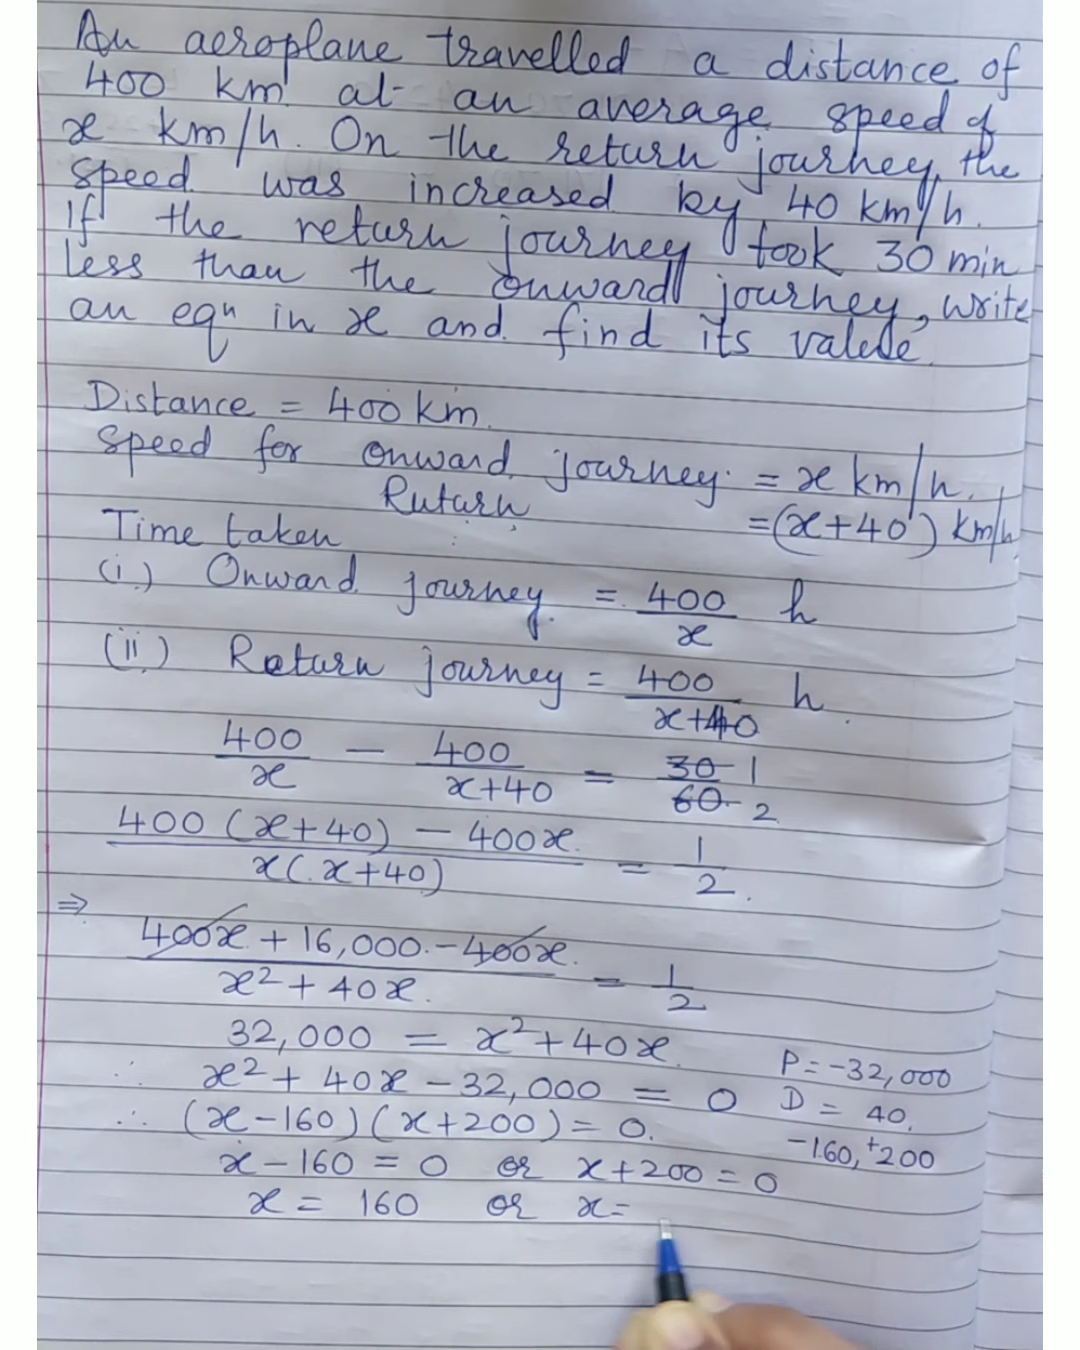 An aeroplane travelled a distance of
400 km at an average speed of
x km/h. On the return journey, the
speed was increased by 40 km/h.
If the return journey took 30 min
less than the onward journey, write
an eqn in x and find its value.
Distance = 400 km.
Speed for onward journey = x km/h.
Ruturn = (x+40) km/h
Time taken
(i.) Onward journey = 400/x h
(ii) Return journey = 400/(x+40) h.
400/x - 400/(x+40) = 30/60 1/2
(400(x+40) - 400x)/(x(x+40)) = 1/2.
⇒
(400x + 16,000 - 400x)/(x² + 40x) = 1/2
32,000 = x² + 40x
∴ x² + 40x - 32,000 = 0
P = -32,000
∴ (x-160)(x+200) = 0.
D = 40,
-160, +200
x - 160 = 0 or x + 200 = 0
x = 160 or x =